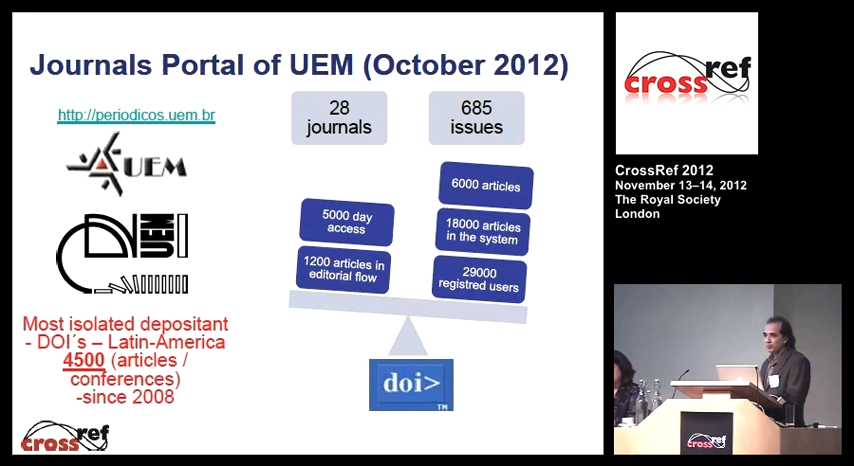 Journals Portal of UEM (October 2012)
http://periodicos.uem.br
UEM
UEM
Most isolated depositant
- DOI´s – Latin-America
4500 (articles /
conferences)
-since 2008
crossref
28
journals
685
issues
5000 day
access
1200 articles in
editorial flow
6000 articles
18000 articles
in the system
29000
registred users
doi>
TM
crossref
CrossRef 2012
November 13–14, 2012
The Royal Society
London
crossref